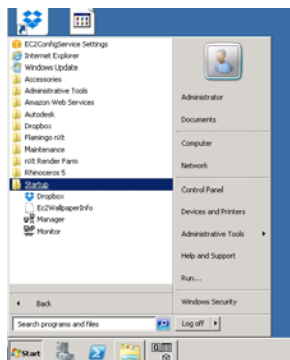 EC2ConfigService Settings
Internet Explorer
Windows Update
Accessories
Administrative Tools
Amazon Web Services
Autodesk
Dropbox
Flamingo nXt
Maintenance
nXt Render Farm
Rhinoceros 5
Startup
Dropbox
Ec2WallpaperInfo
Manager
Monitor
Back
Search programs and files
Administrator
Documents
Computer
Network
Control Panel
Devices and Printers
Administrative Tools
Help and Support
Run...
Windows Security
Log off
Start